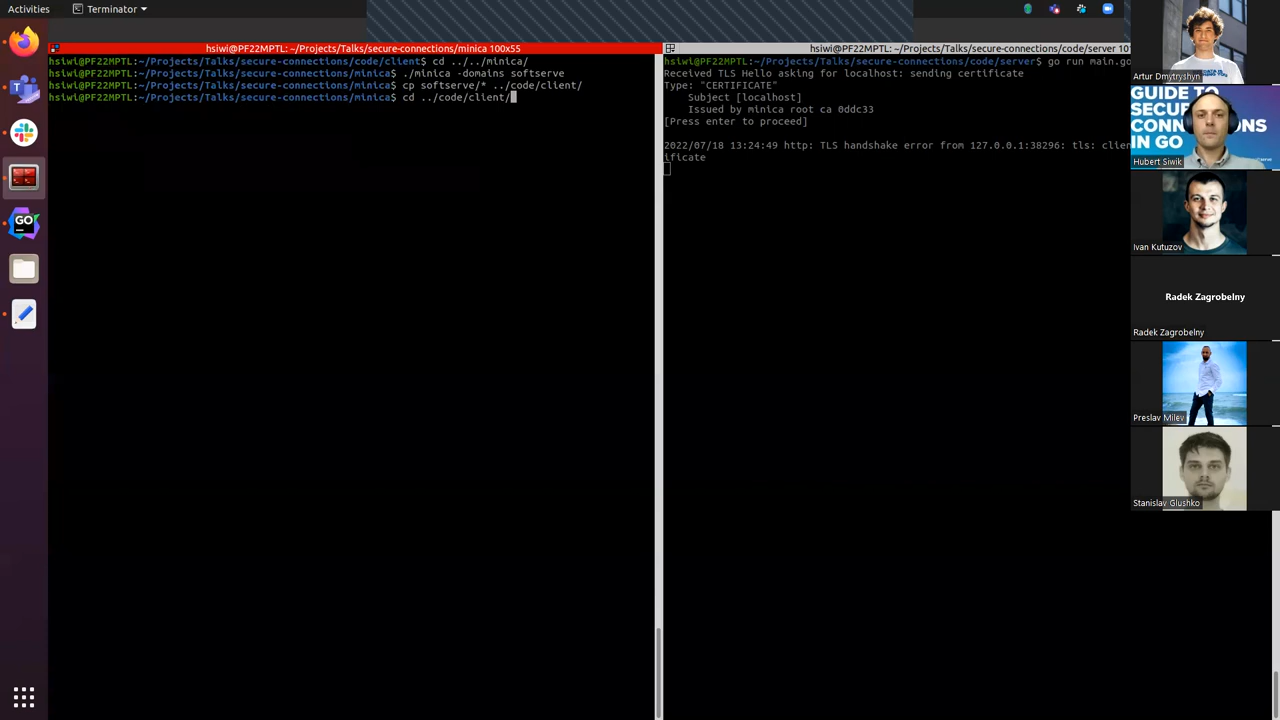 Activities
Terminator
hsiwi@PF22MPTL: ~/Projects/Talks/secure-connections/minica 100x55
hsiwi@PF22MPTL:~/Projects/Talks/secure-connections/code/client$ cd ../../minica/
hsiwi@PF22MPTL:~/Projects/Talks/secure-connections/minica$ ./minica -domains softserve
hsiwi@PF22MPTL:~/Projects/Talks/secure-connections/minica$ cp softserve/* ../code/client/
hsiwi@PF22MPTL:~/Projects/Talks/secure-connections/minica$ cd ../code/client/
hsiwi@PF22MPTL: ~/Projects/Talks/secure-connections/code/server 10
hsiwi@PF22MPTL:~/Projects/Talks/secure-connections/code/server$ go run main.go
Received TLS Hello asking for localhost: sending certificate
Type: "CERTIFICATE"
Subject [localhost]
Issued by minica root ca 0ddc33
[Press enter to proceed]
2022/07/18 13:24:49 http: TLS handshake error from 127.0.0.1:38296: tls: clien
ificate
Artur Dmytryshyn
GUIDE TO
SECU
CONN TIONS
IN GO
Hubert Siwik
Ivan Kutuzov
Radek Zagrobelny
Radek Zagrobelny
Preslav Milev
Stanislav Glushko
GO